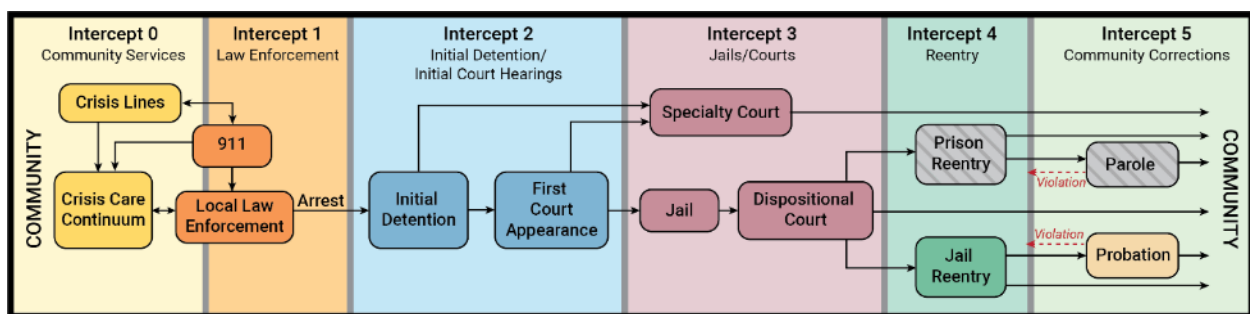 Intercept 0
Community Services
Intercept 1
Law Enforcement
Intercept 2
Initial Detention/
Initial Court Hearings
Intercept 3
Jails/Courts
Intercept 4
Reentry
Intercept 5
Community Corrections
COMMUNITY
Crisis Lines
911
Crisis Care
Continuum
Local Law
Enforcement
Arrest
Initial
Detention
First
Court
Appearance
Specialty Court
Jail
Dispositional
Court
Prison
Reentry
Parole
Violation
Jail
Reentry
Violation
Probation
COMMUNITY